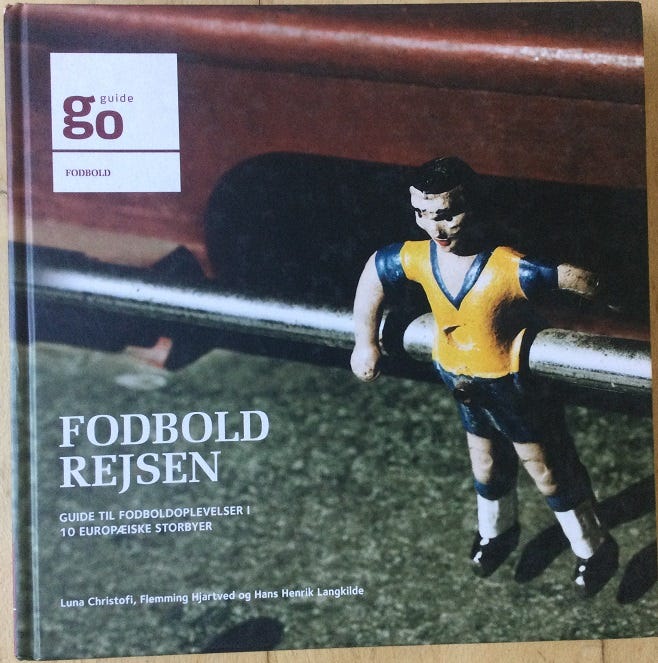 guide
go
FODBOLD
FODBOLD
REJSEN
GUIDE TIL FODBOLDOPLEVELSER I
10 EUROPÆISKE STORBYER
Luna Christofi, Flemming Hjartved og Hans Henrik Langkilde